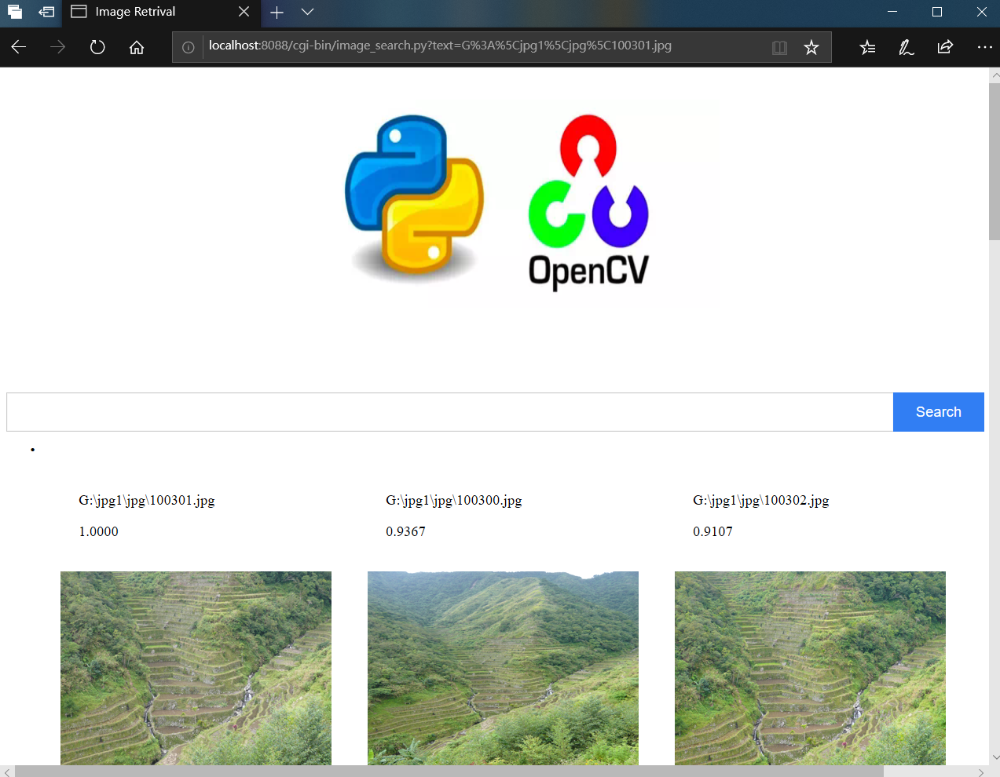 Image Retrival
localhost:8088/cgi-bin/image_search.py?text=G%3A%5Cjpg1%5Cjpg%5C100301.jpg
OpenCV
Search
G:\jpg1\jpg\100301.jpg
G:\jpg1\jpg\100300.jpg
G:\jpg1\jpg\100302.jpg
1.0000
0.9367
0.9107